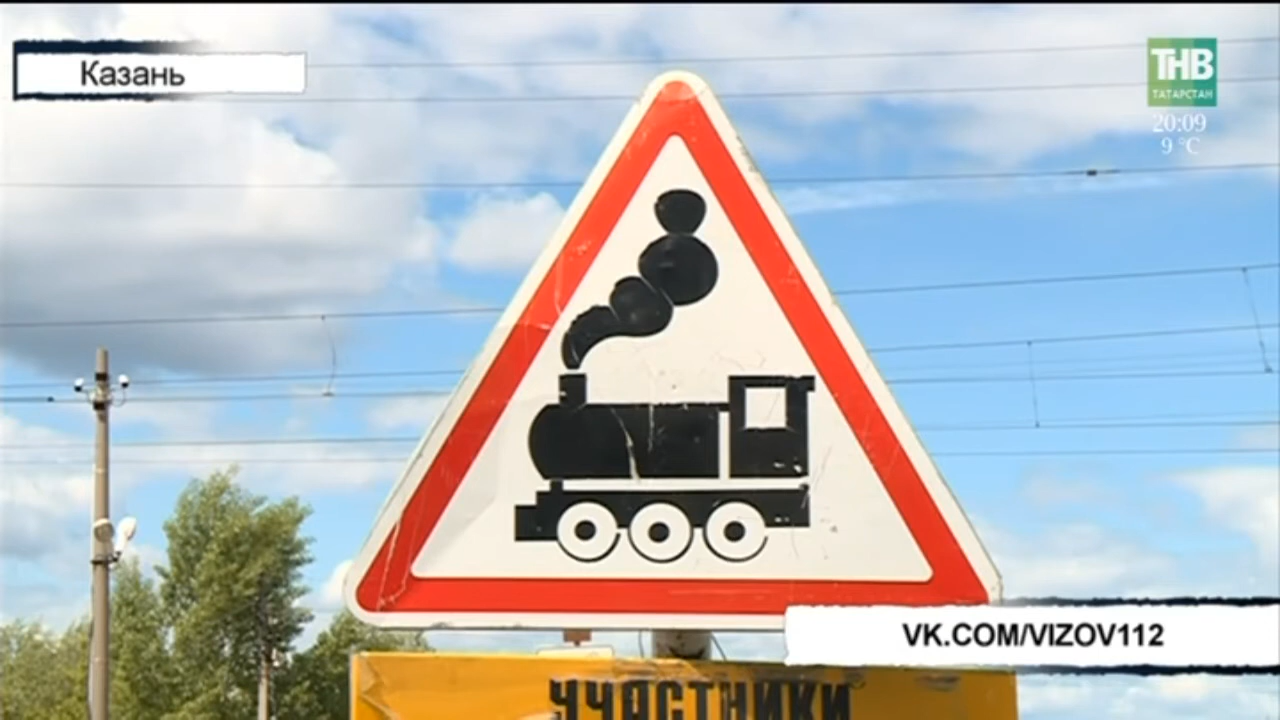 Казань
ТНВ
ТАТАРСТАН
20:09
9 °C
VK.COM/VIZOV112
УЧАСТНИКИ